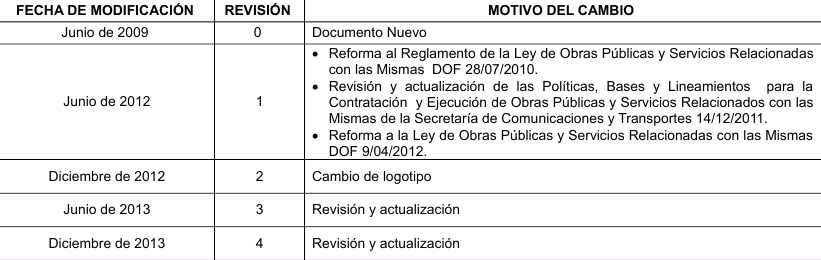 FECHA DE MODIFICACIÓN REVISIÓN MOTIVO DEL CAMBIO
Junio de 2009 0 Documento Nuevo
Junio de 2012 1
• Reforma al Reglamento de la Ley de Obras Públicas y Servicios Relacionadas
con las Mismas DOF 28/07/2010.
• Revisión y actualización de las Políticas, Bases y Lineamientos para la
Contratación y Ejecución de Obras Públicas y Servicios Relacionados con las
Mismas de la Secretaría de Comunicaciones y Transportes 14/12/2011.
• Reforma a la Ley de Obras Públicas y Servicios Relacionadas con las Mismas
DOF 9/04/2012.
Diciembre de 2012 2 Cambio de logotipo
Junio de 2013 3 Revisión y actualización
Diciembre de 2013 4 Revisión y actualización